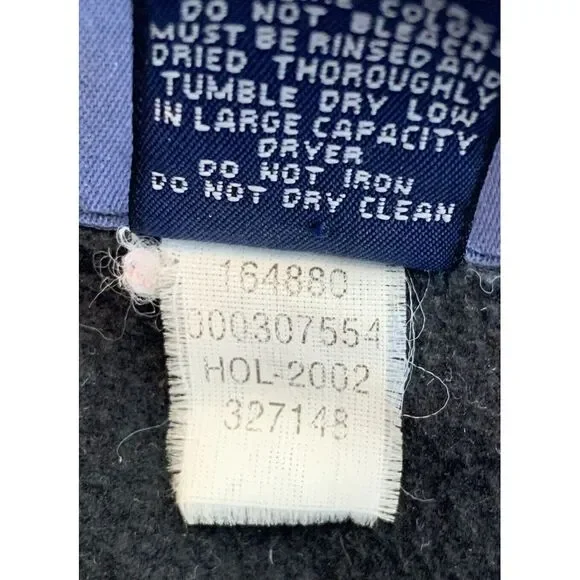 COLORS
DO NOT BLEACH
MUST BE RINSED AND
DRIED THOROUGHLY
TUMBLE DRY LOW
IN LARGE CAPACITY
DRYER
DO NOT IRON
DO NOT DRY CLEAN
164880
000307554
HOL-2002
327148